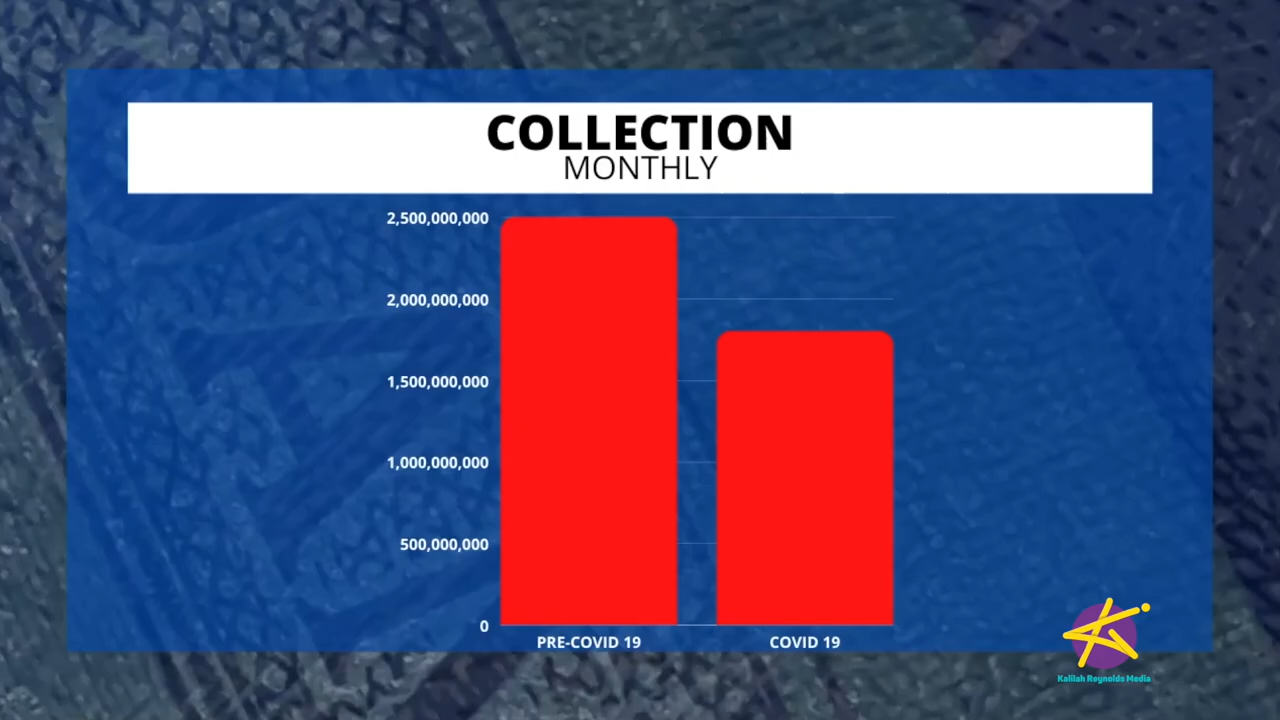 COLLECTION
MONTHLY
2,500,000,000
2,000,000,000
1,500,000,000
1,000,000,000
500,000,000
0
PRE-COVID 19
COVID 19
Kalilah Reynolds Media